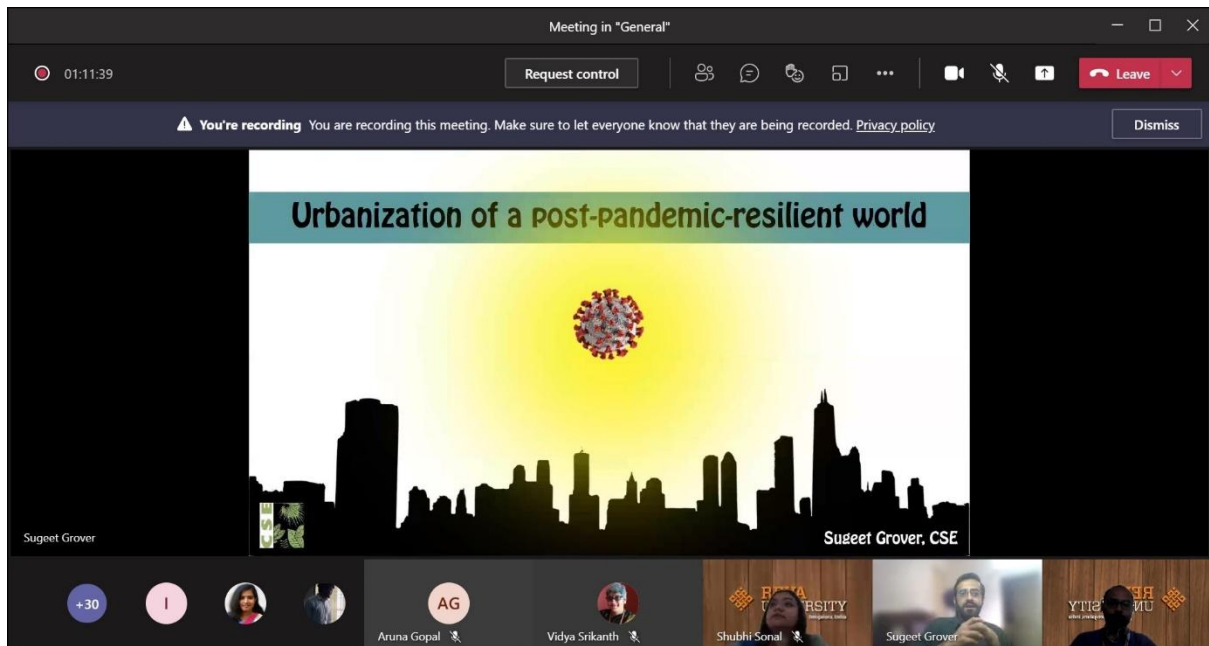 Meeting in "General"
01:11:39
Request control
Leave
You're recording You are recording this meeting. Make sure to let everyone know that they are being recorded. Privacy policy
Dismiss
Urbanization of a post-pandemic-resilient world
CSE
Sugeet Grover, CSE
Sugeet Grover
+30
I
AG
Aruna Gopal
Vidya Srikanth
UNIVERSITY
Shubhi Sonal
Sugeet Grover